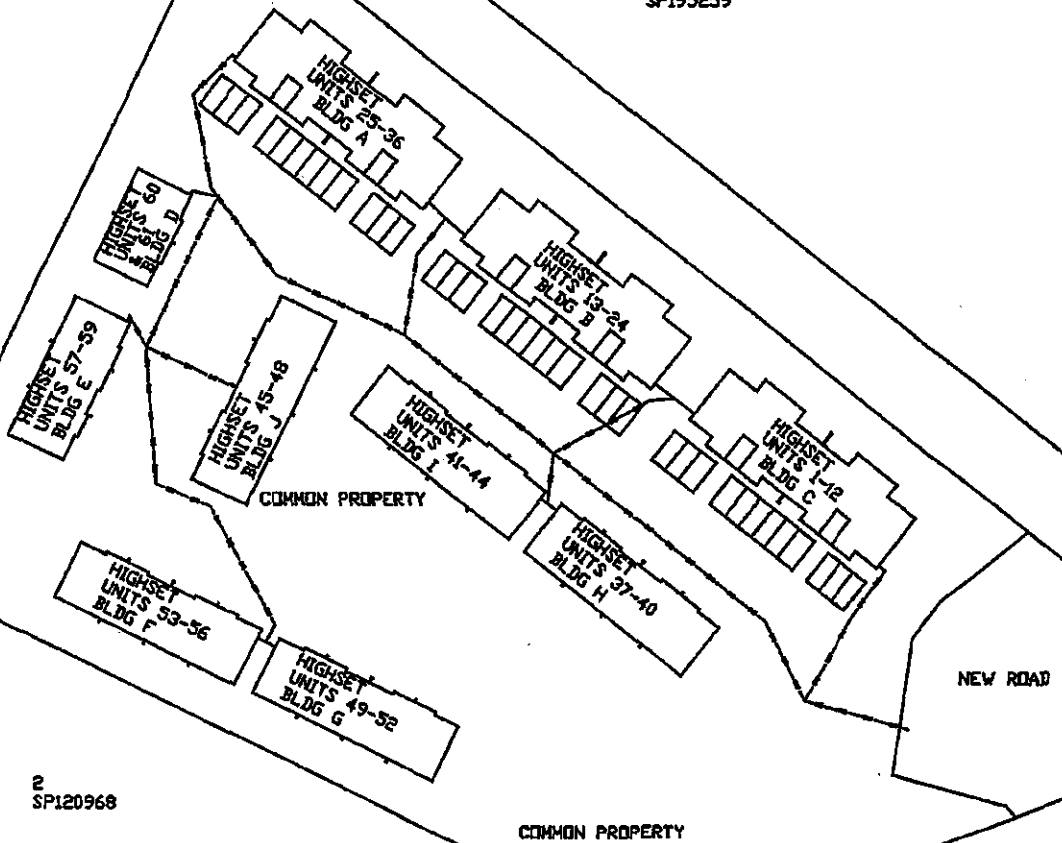 SP195239
HIGHSET
UNITS 25-36
BLDG A
HIGHSET
UNITS 60
& 61
BLDG D
HIGHSET
UNITS 13-24
BLDG B
HIGHSET
UNITS 57-59
BLDG E
HIGHSET
UNITS 45-48
BLDG J
HIGHSET
UNITS 41-44
BLDG I
HIGHSET
UNITS 1-12
BLDG C
COMMON PROPERTY
HIGHSET
UNITS 37-40
BLDG H
HIGHSET
UNITS 53-56
BLDG F
HIGHSET
UNITS 49-52
BLDG G
NEW ROAD
2
SP120968
COMMON PROPERTY